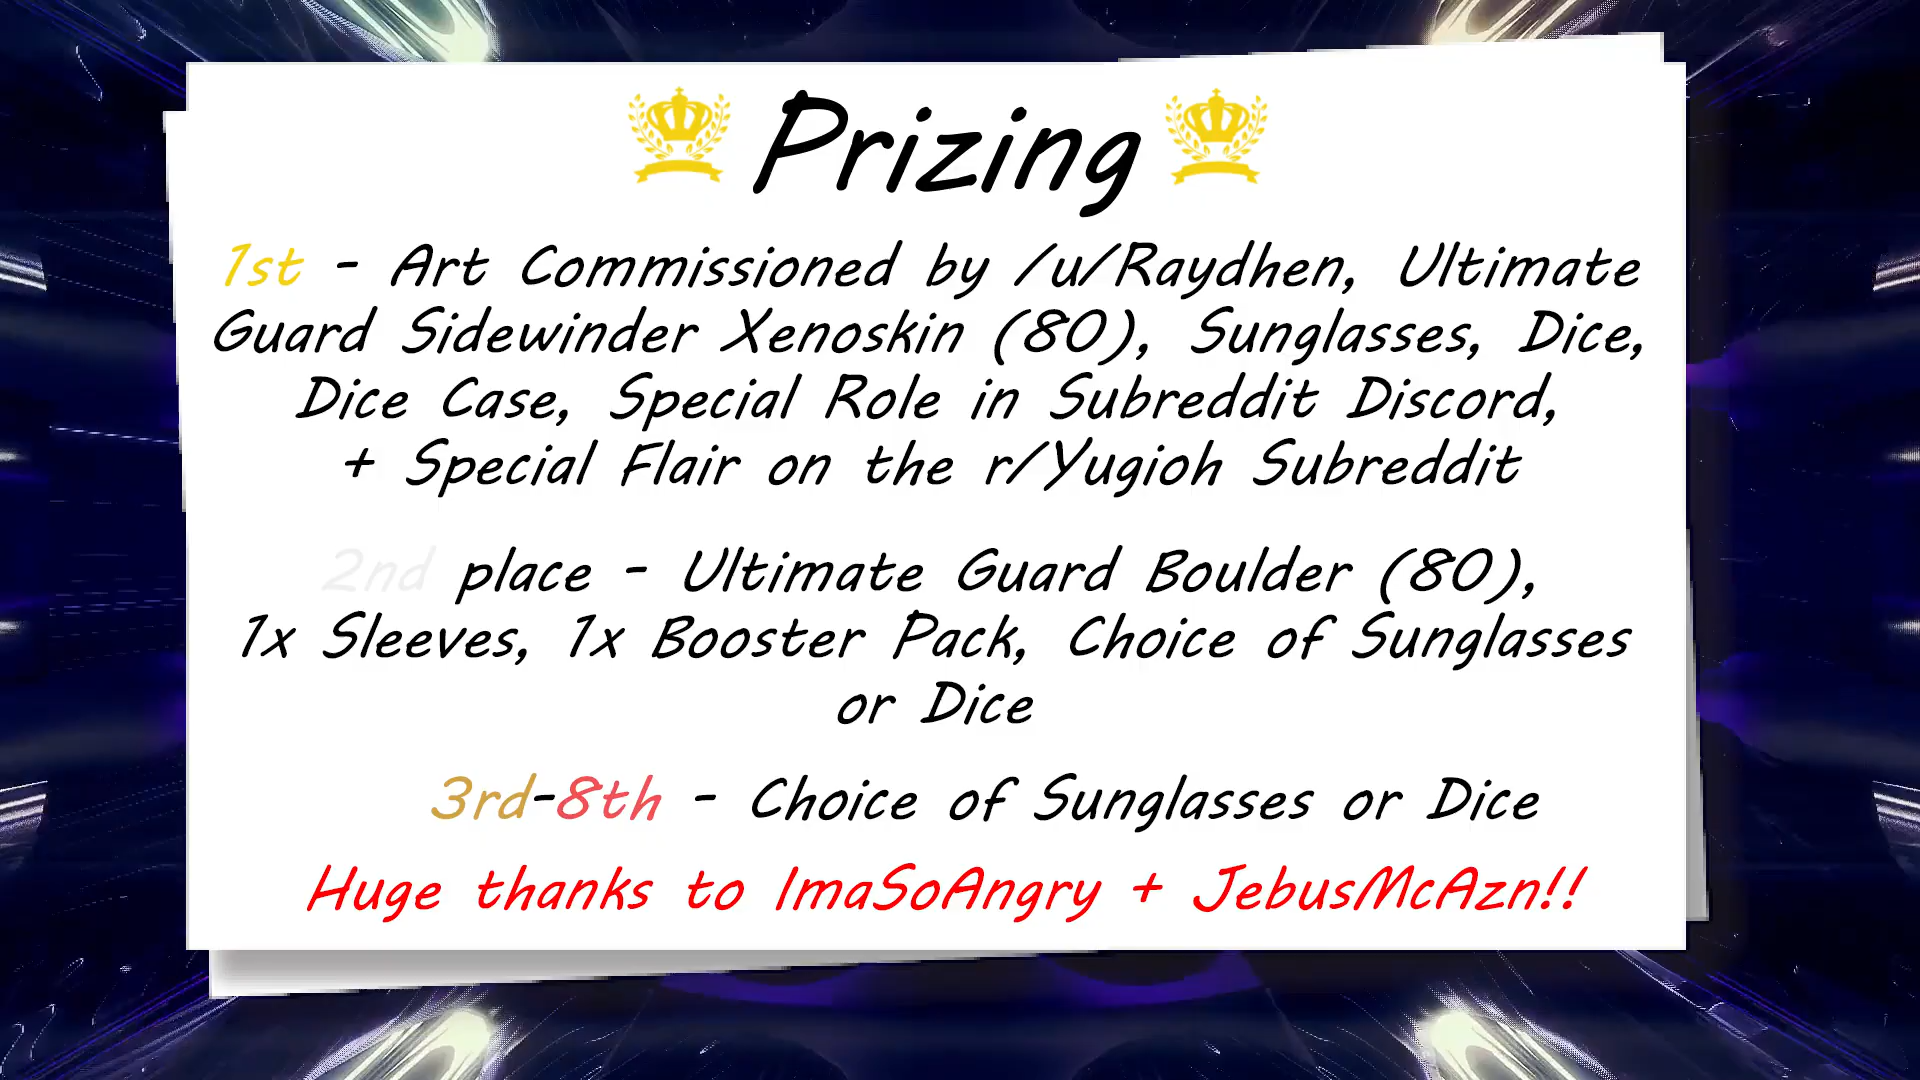 Prizing
1st - Art Commissioned by /u/Raydhen, Ultimate
Guard Sidewinder Xenoskin (80), Sunglasses, Dice,
Dice Case, Special Role in Subreddit Discord,
+ Special Flair on the r/Yugioh Subreddit
2nd place - Ultimate Guard Boulder (80),
1x Sleeves, 1x Booster Pack, Choice of Sunglasses
or Dice
3rd-8th - Choice of Sunglasses or Dice
Huge thanks to ImaSoAngry + JebusMcAzn!!